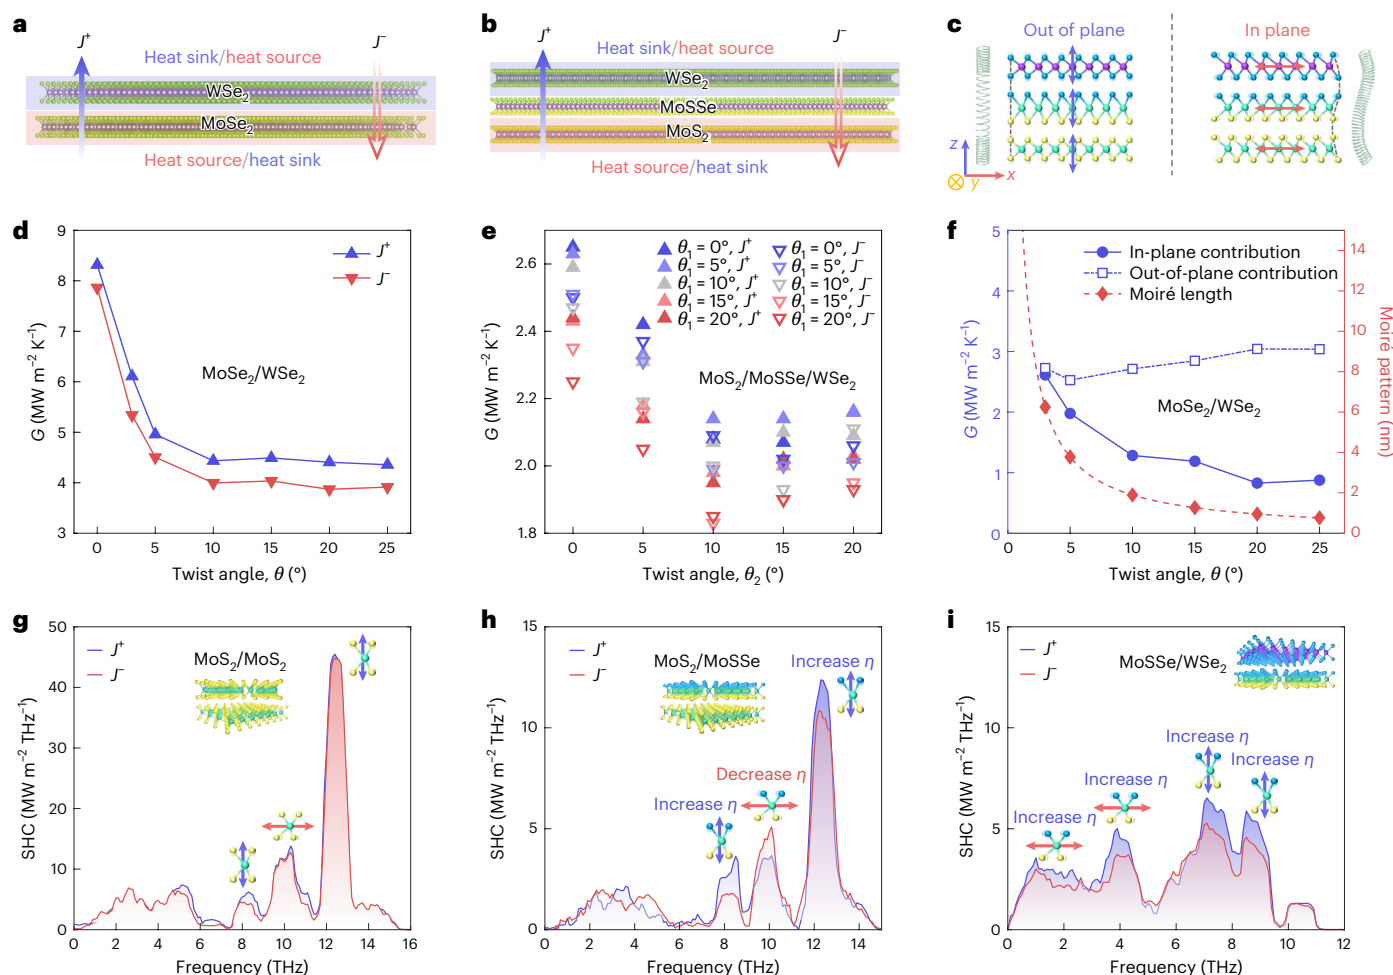 a
J⁺
J⁻
Heat sink/heat source
WSe₂
MoSe₂
Heat source/heat sink
b
J⁺
J⁻
Heat sink/heat source
WSe₂
MoSSe
MoS₂
Heat source/heat sink
c
Out of plane
In plane
z
y
x
d
9
8
7
6
5
4
3
G (MW m⁻² K⁻¹)
J⁺
J⁻
MoSe₂/WSe₂
0 5 10 15 20 25
Twist angle, θ (°)
e
2.6
2.4
2.2
2.0
1.8
G (MW m⁻² K⁻¹)
θ₁ = 0°, J⁺ θ₁ = 0°, J⁻
θ₁ = 5°, J⁺ θ₁ = 5°, J⁻
θ₁ = 10°, J⁺ θ₁ = 10°, J⁻
θ₁ = 15°, J⁺ θ₁ = 15°, J⁻
θ₁ = 20°, J⁺ θ₁ = 20°, J⁻
MoS₂/MoSSe/WSe₂
0 5 10 15 20
Twist angle, θ₂ (°)
f
5
4
3
2
1
0
G (MW m⁻² K⁻¹)
In-plane contribution
Out-of-plane contribution
Moiré length
MoSe₂/WSe₂
14
12
10
8
6
4
2
0
Moiré pattern (nm)
0 5 10 15 20 25
Twist angle, θ (°)
g
50
40
30
20
10
0
SHC (MW m⁻² THz⁻¹)
J⁺
J⁻
MoS₂/MoS₂
0 2 4 6 8 10 12 14 16
Frequency (THz)
h
15
10
5
0
SHC (MW m⁻² THz⁻¹)
J⁺
J⁻
MoS₂/MoSSe
Increase η
Decrease η
Increase η
0 2 4 6 8 10 12 14
Frequency (THz)
i
15
10
5
0
SHC (MW m⁻² THz⁻¹)
J⁺
J⁻
MoSSe/WSe₂
Increase η
Increase η
Increase η
Increase η
0 2 4 6 8 10 12
Frequency (THz)